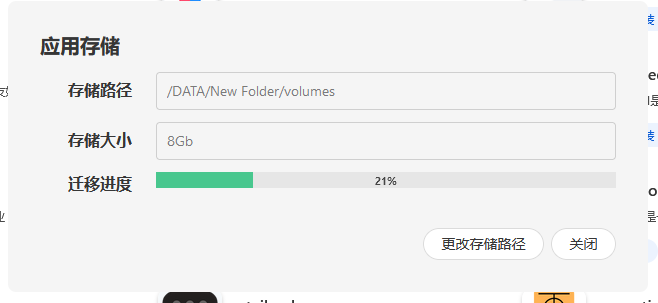 应用存储
存储路径
/DATA/New Folder/volumes
存储大小
8Gb
迁移进度
21%
更改存储路径
关闭